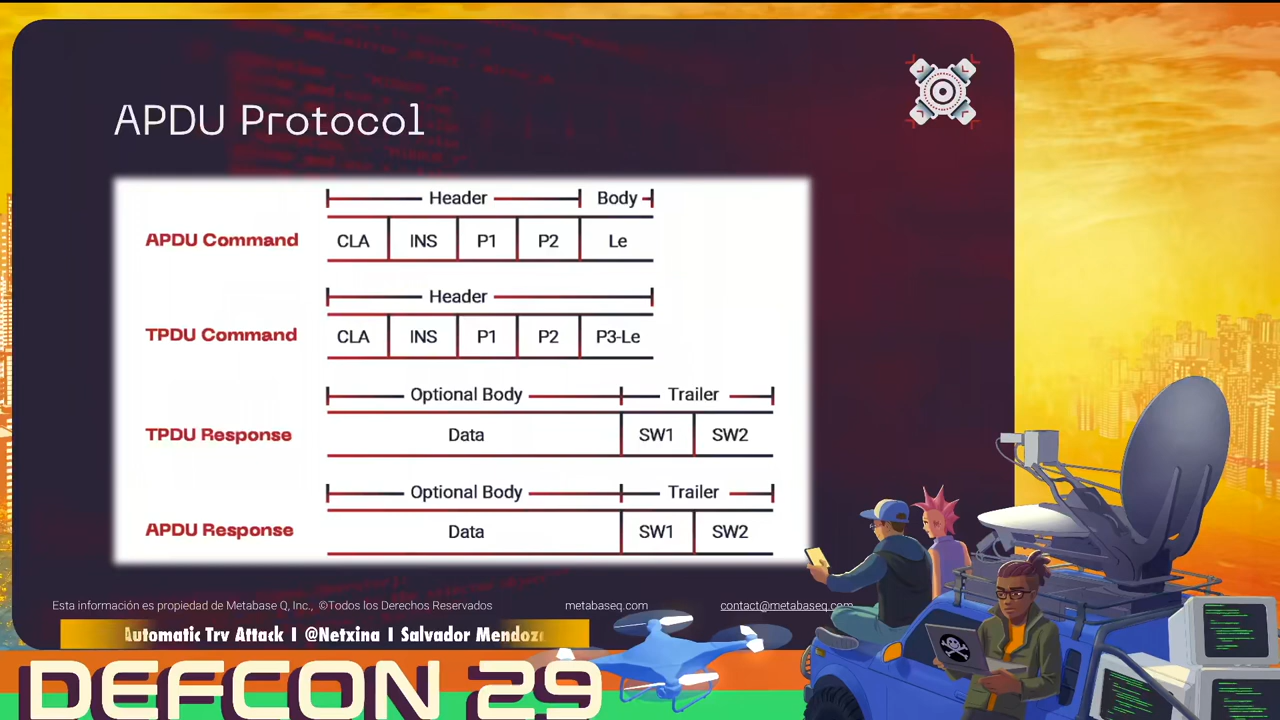 APDU Protocol
Header Body
APDU Command CLA INS P1 P2 Le
Header
TPDU Command CLA INS P1 P2 P3-Le
Optional Body Trailer
TPDU Response Data SW1 SW2
Optional Body Trailer
APDU Response Data SW1 SW2
Esta información es propiedad de Metabase Q, Inc., ©Todos los Derechos Reservados metabaseq.com contact@metabaseq.com
Automatic Trv Attack I @Netxina I Salvador Mendoza
DEFCON 29